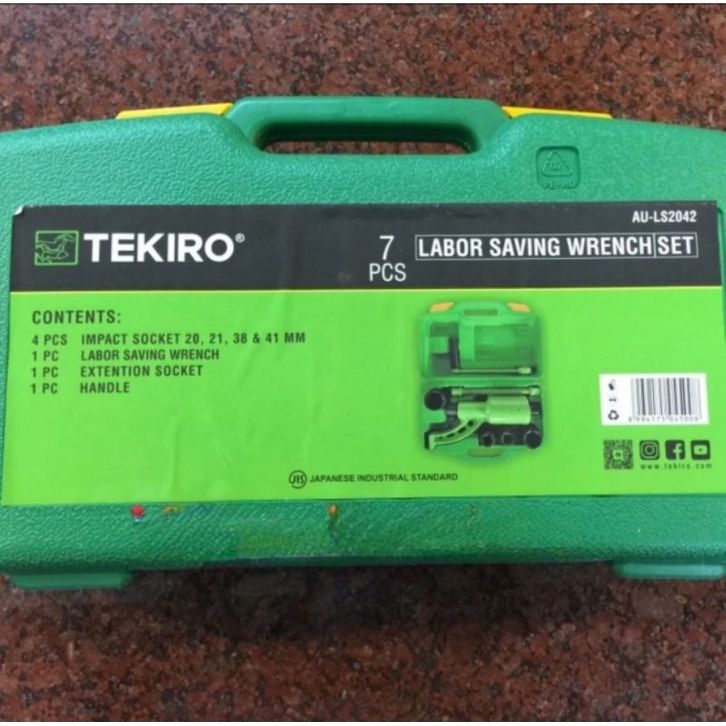 AU-LS2042
TEKIRO®
7
PCS
LABOR SAVING WRENCH SET
CONTENTS:
4 PCS IMPACT SOCKET 20, 21, 38 & 41 MM
1 PC LABOR SAVING WRENCH
1 PC EXTENTION SOCKET
1 PC HANDLE
JIS JAPANESE INDUSTRIAL STANDARD
www.tekiro.com